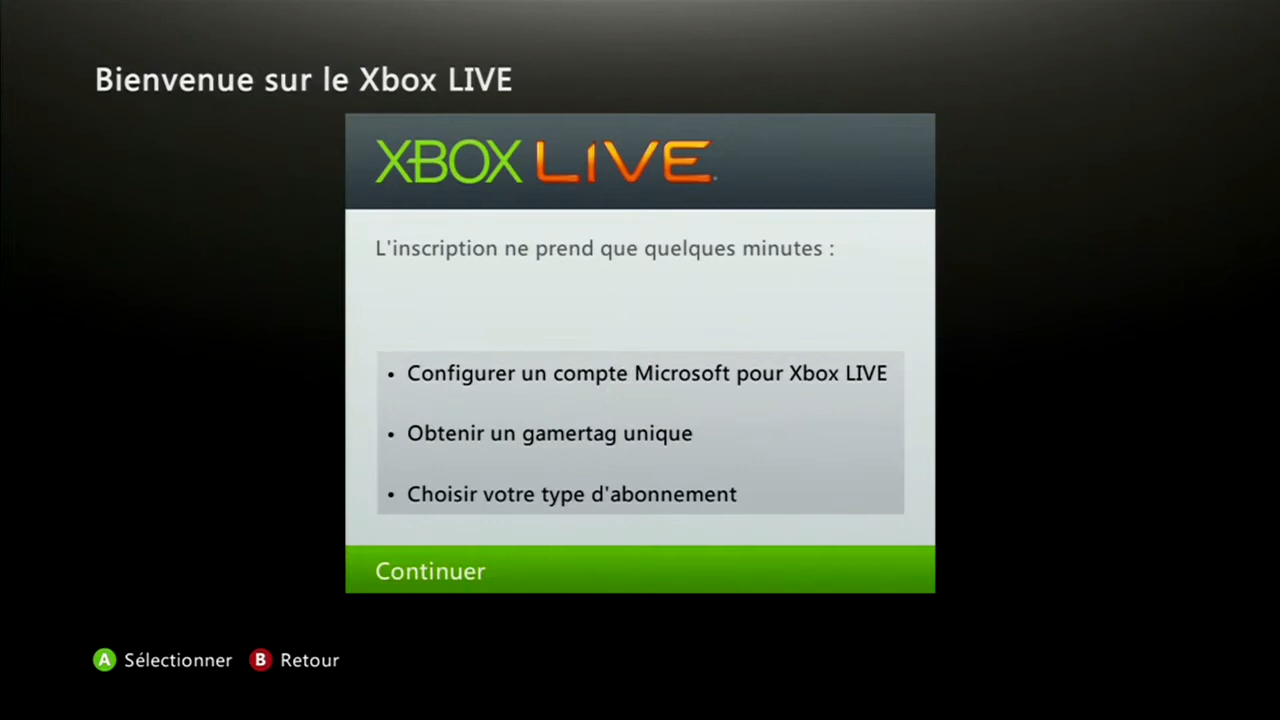 Bienvenue sur le Xbox LIVE
XBOX LIVE
L'inscription ne prend que quelques minutes :
• Configurer un compte Microsoft pour Xbox LIVE
• Obtenir un gamertag unique
• Choisir votre type d'abonnement
Continuer
A Sélectionner B Retour